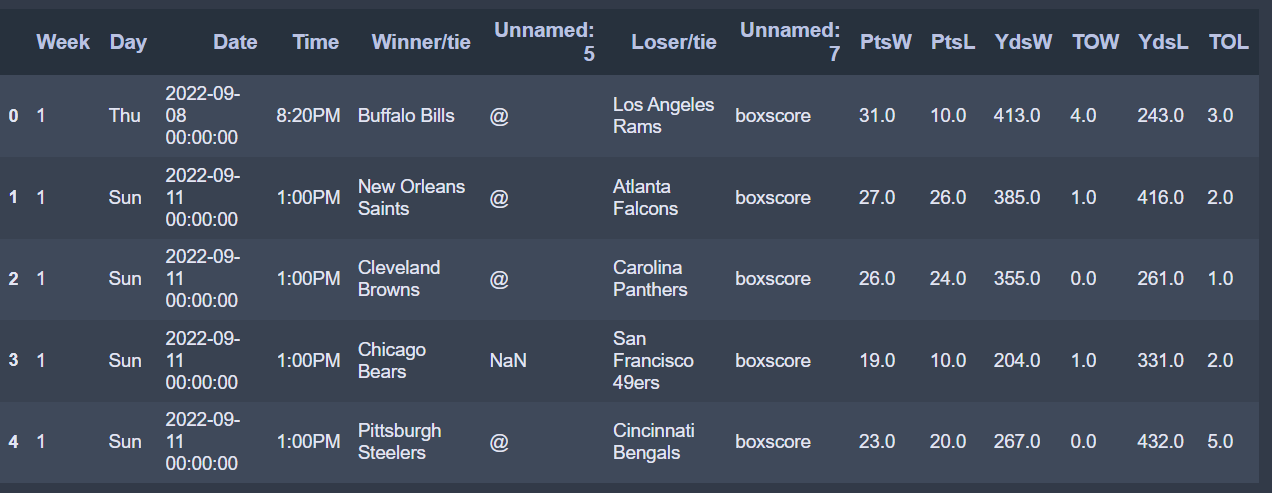 Week Day Date Time Winner/tie Unnamed: 5 Loser/tie Unnamed: 7 PtsW PtsL YdsW TOW YdsL TOL
0 1 Thu 2022-09-08 00:00:00 8:20PM Buffalo Bills @ Los Angeles Rams boxscore 31.0 10.0 413.0 4.0 243.0 3.0
1 1 Sun 2022-09-11 00:00:00 1:00PM New Orleans Saints @ Atlanta Falcons boxscore 27.0 26.0 385.0 1.0 416.0 2.0
2 1 Sun 2022-09-11 00:00:00 1:00PM Cleveland Browns @ Carolina Panthers boxscore 26.0 24.0 355.0 0.0 261.0 1.0
3 1 Sun 2022-09-11 00:00:00 1:00PM Chicago Bears NaN San Francisco 49ers boxscore 19.0 10.0 204.0 1.0 331.0 2.0
4 1 Sun 2022-09-11 00:00:00 1:00PM Pittsburgh Steelers @ Cincinnati Bengals boxscore 23.0 20.0 267.0 0.0 432.0 5.0